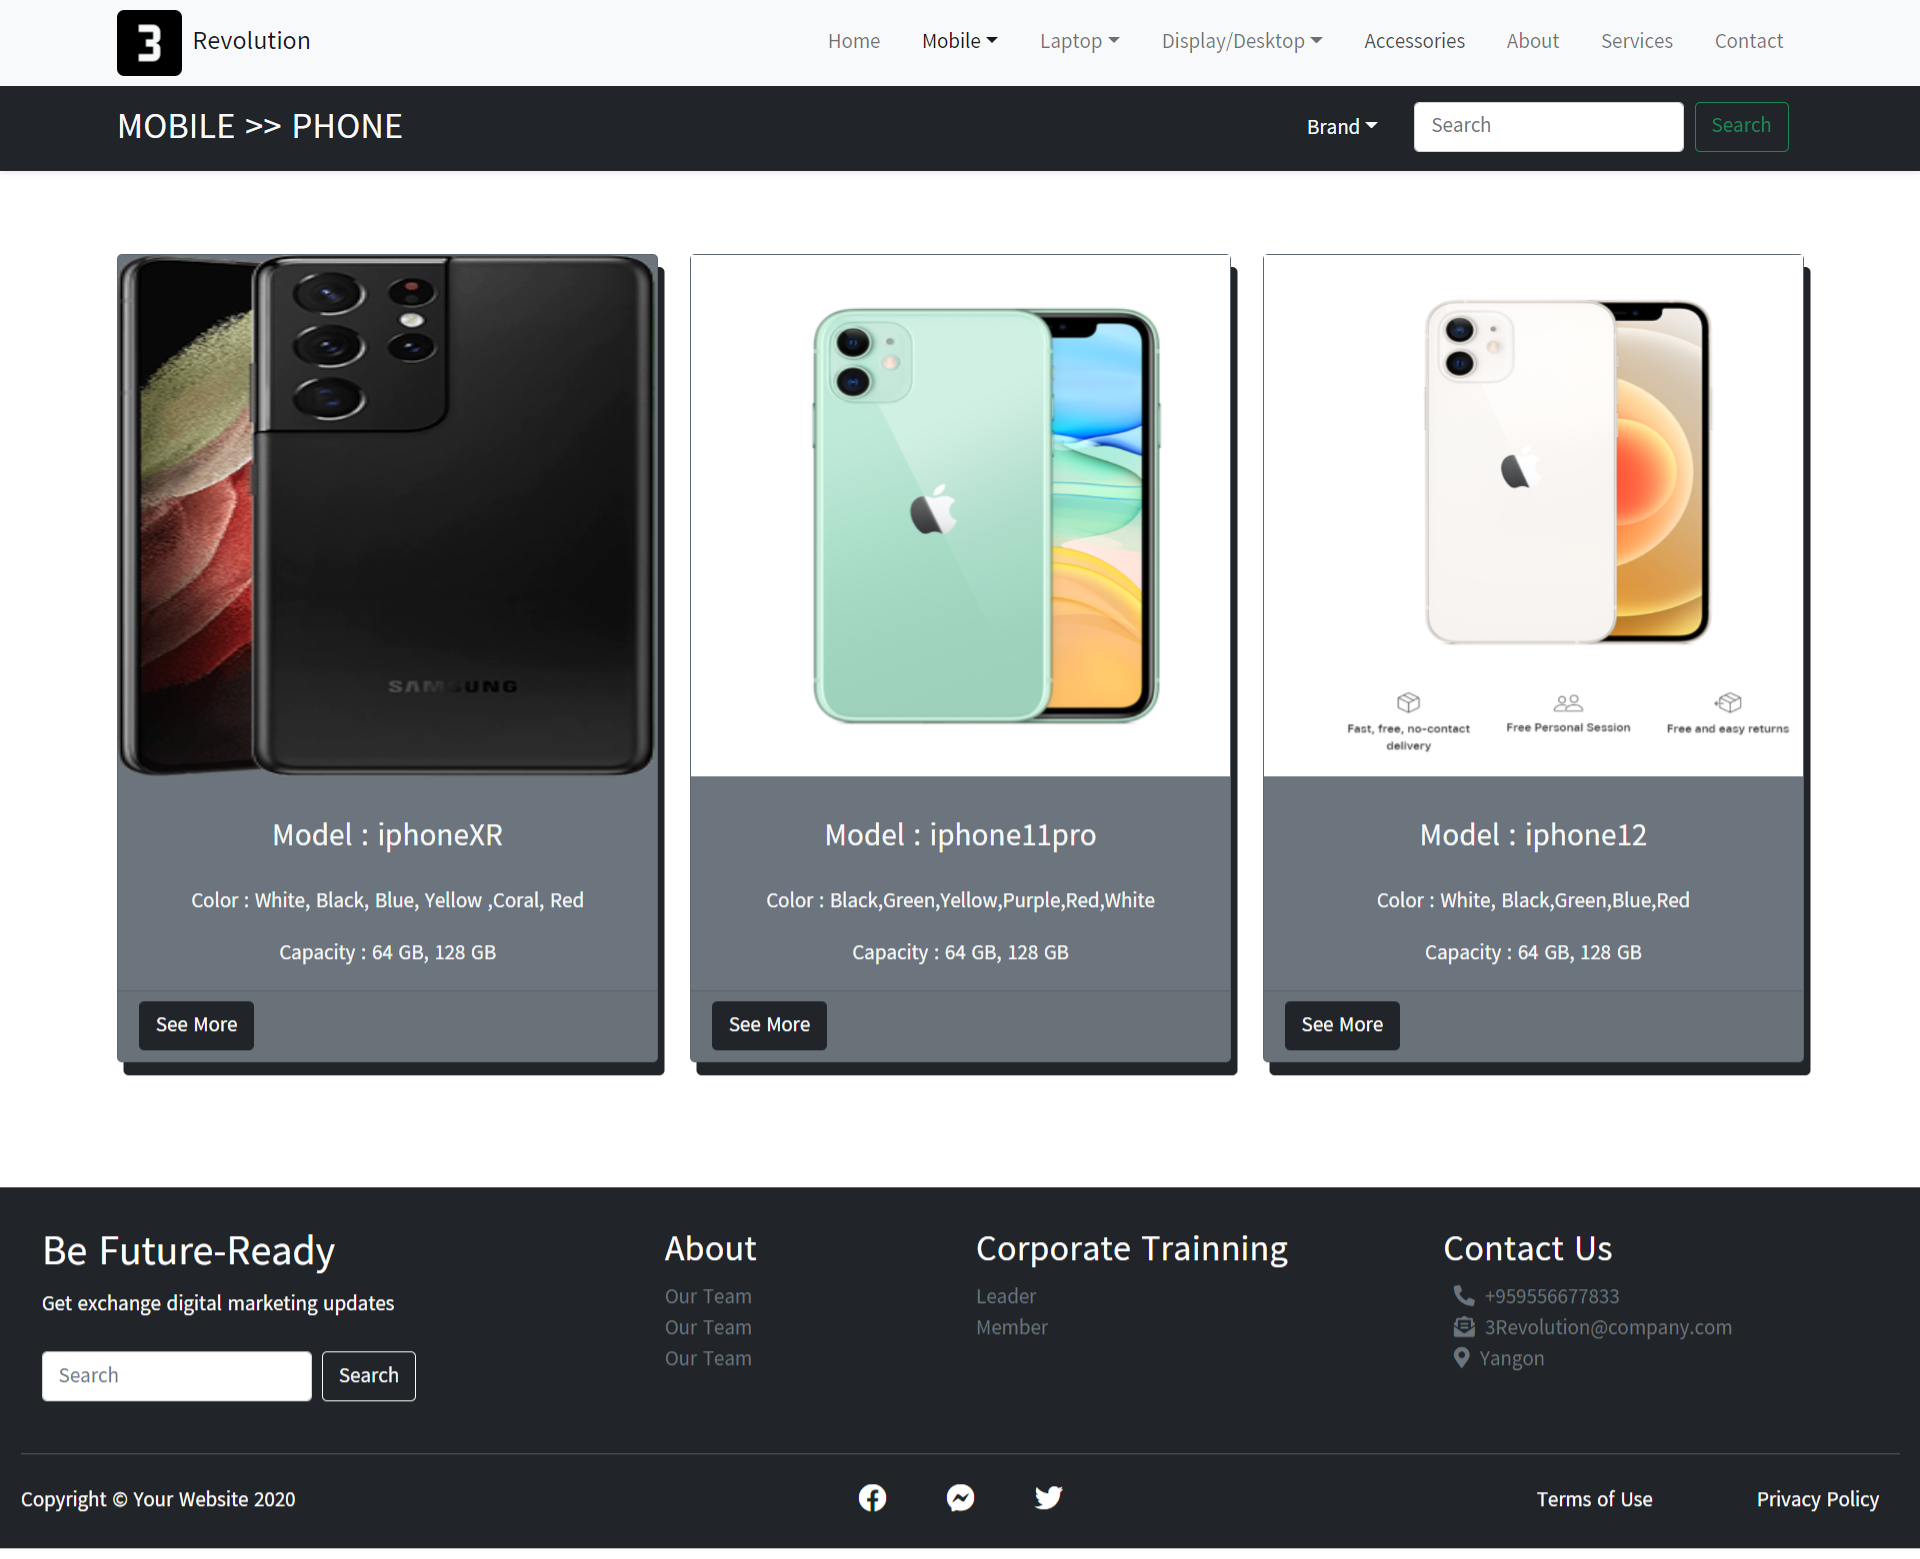 3 Revolution
Home Mobile Laptop Display/Desktop Accessories About Services Contact
MOBILE >> PHONE
Brand Search Search
SAMSUNG
Fast, free, no-contact delivery
Free Personal Session
Free and easy returns
Model : iphoneXR
Color : White, Black, Blue, Yellow ,Coral, Red
Capacity : 64 GB, 128 GB
See More
Model : iphone11pro
Color : Black,Green,Yellow,Purple,Red,White
Capacity : 64 GB, 128 GB
See More
Model : iphone12
Color : White, Black,Green,Blue,Red
Capacity : 64 GB, 128 GB
See More
Be Future-Ready
Get exchange digital marketing updates
Search Search
About
Our Team
Our Team
Our Team
Corporate Trainning
Leader
Member
Contact Us
+959556677833
3Revolution@company.com
Yangon
Copyright © Your Website 2020
Terms of Use
Privacy Policy